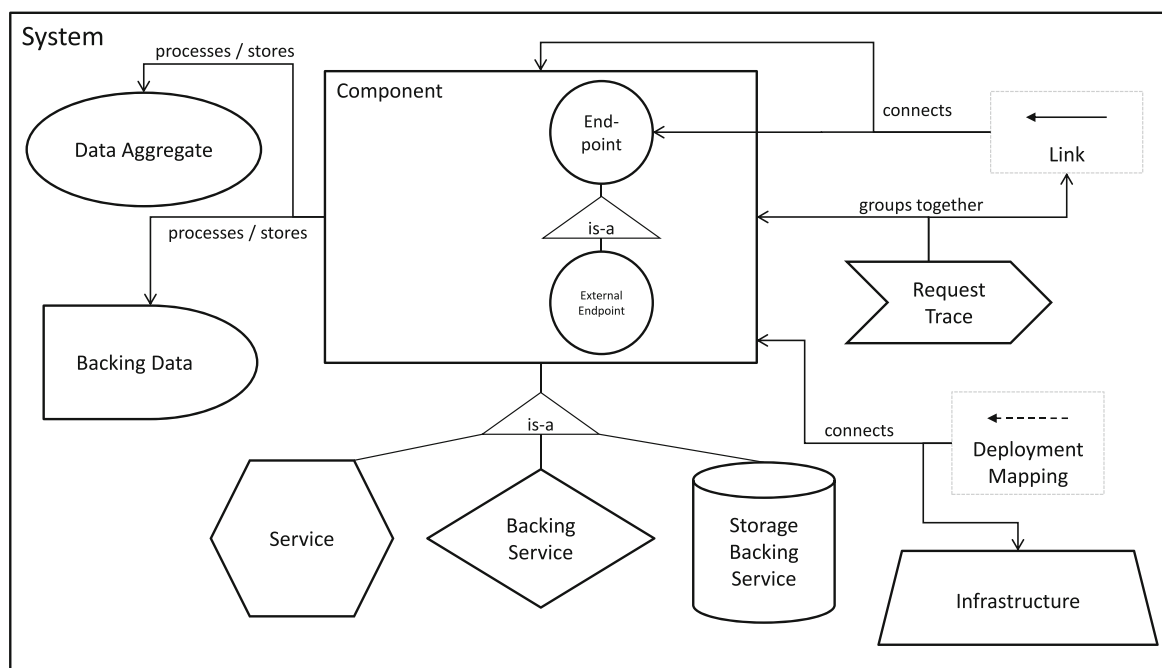 System
processes / stores
Component
Data Aggregate
End-
point
connects
Link
is-a
groups together
processes / stores
External
Endpoint
Request
Trace
Backing Data
is-a
connects
Deployment
Mapping
Service
Backing
Service
Storage
Backing
Service
Infrastructure